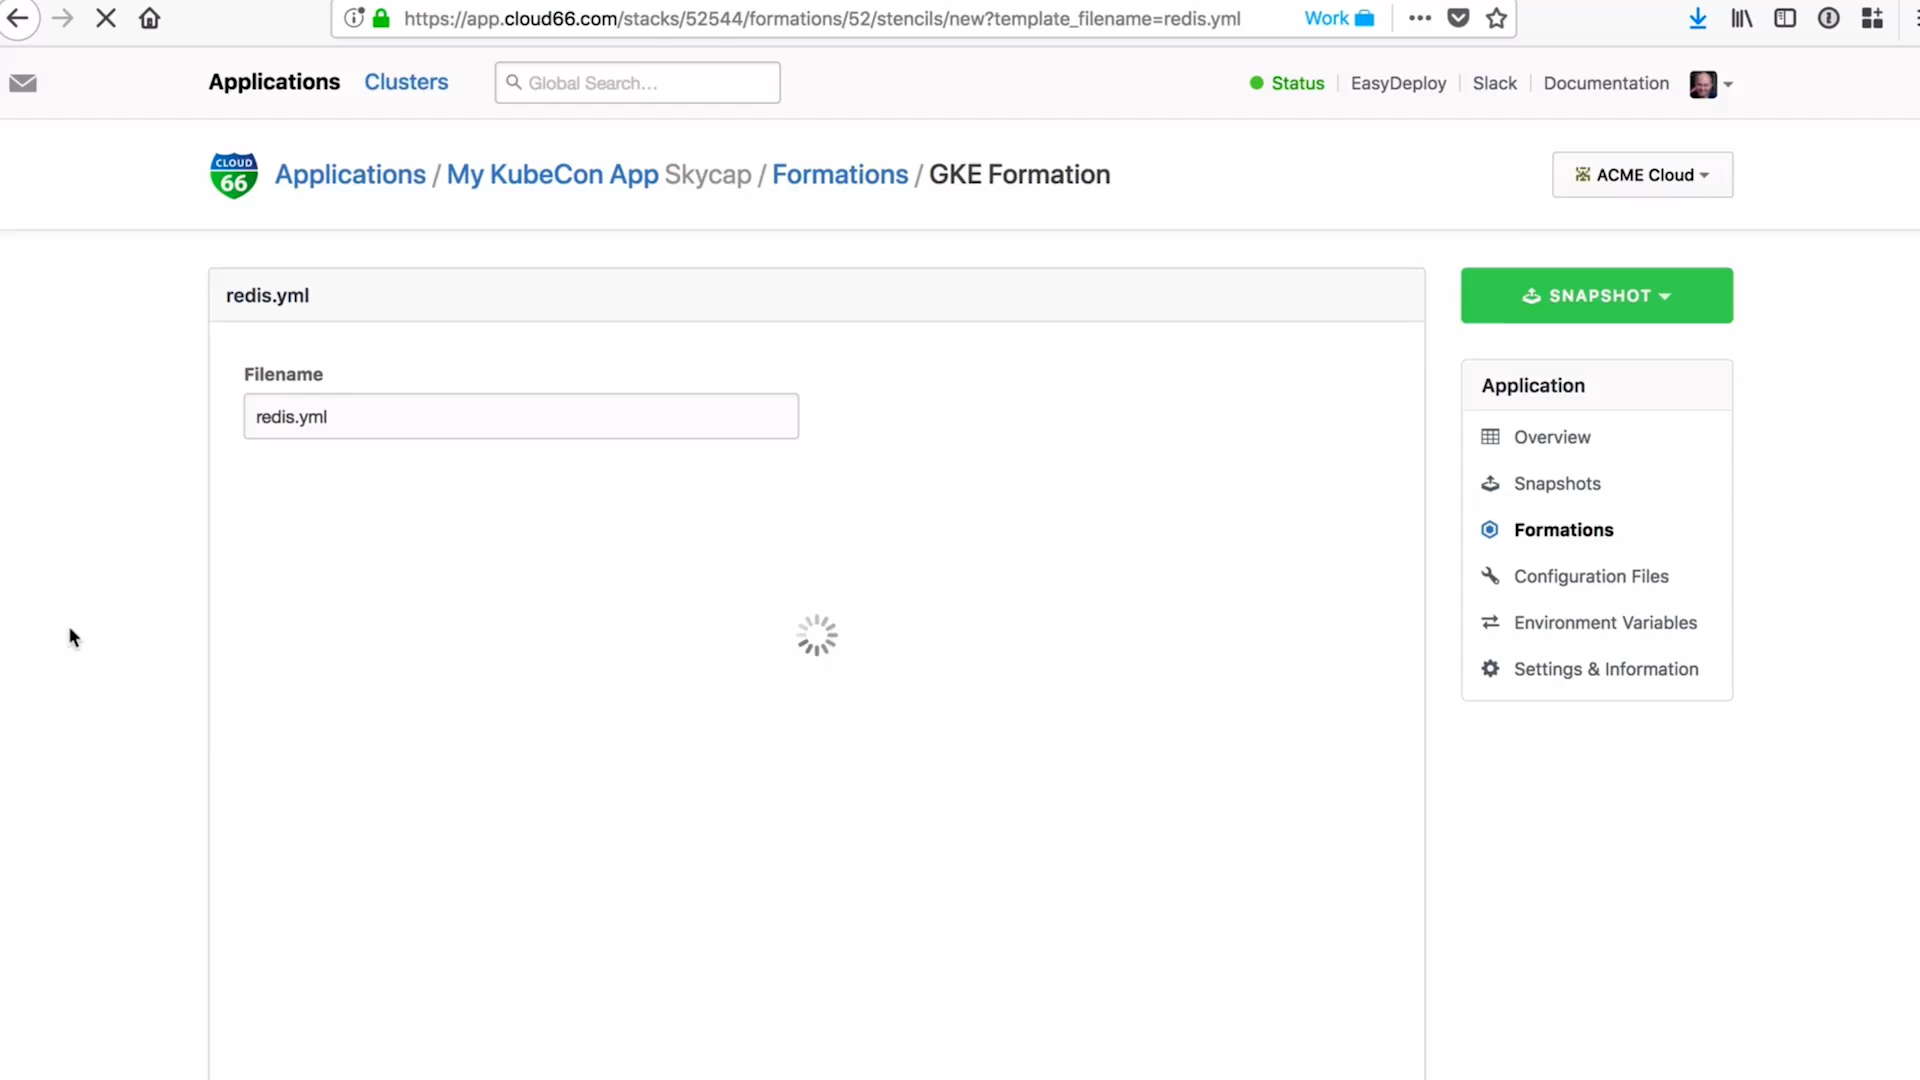 https://app.cloud66.com/stacks/52544/formations/52/stencils/new?template_filename=redis.yml Work
Applications Clusters Global Search... Status EasyDeploy Slack Documentation
CLOUD 66 Applications / My KubeCon App Skycap / Formations / GKE Formation ACME Cloud
redis.yml
SNAPSHOT
Filename
redis.yml
Application
Overview
Snapshots
Formations
Configuration Files
Environment Variables
Settings & Information